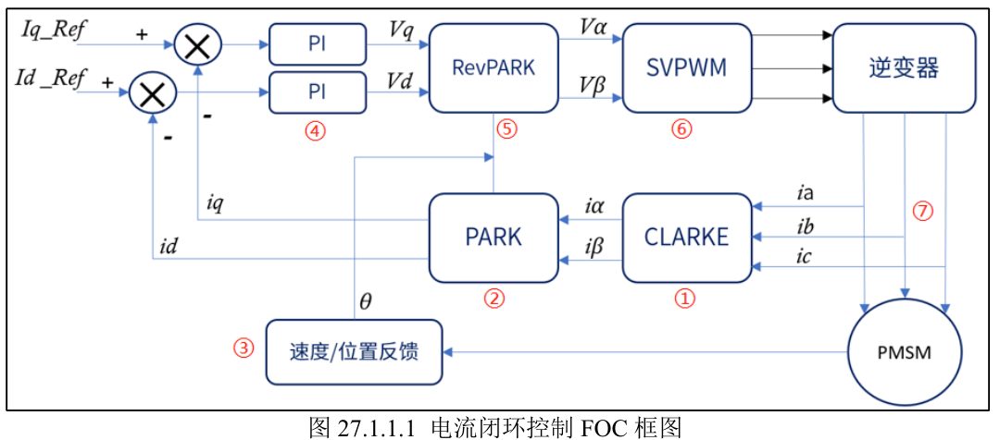 Iq_Ref
+
PI
Vq
RevPARK
Vα
SVPWM
逆变器
Id _Ref
+
PI
Vd
Vβ
-
-
④
⑤
⑥
iq
id
PARK
iα
iβ
CLARKE
ia
ib
ic
⑦
②
①
θ
③
速度/位置反馈
PMSM
图 27.1.1.1 电流闭环控制 FOC 框图